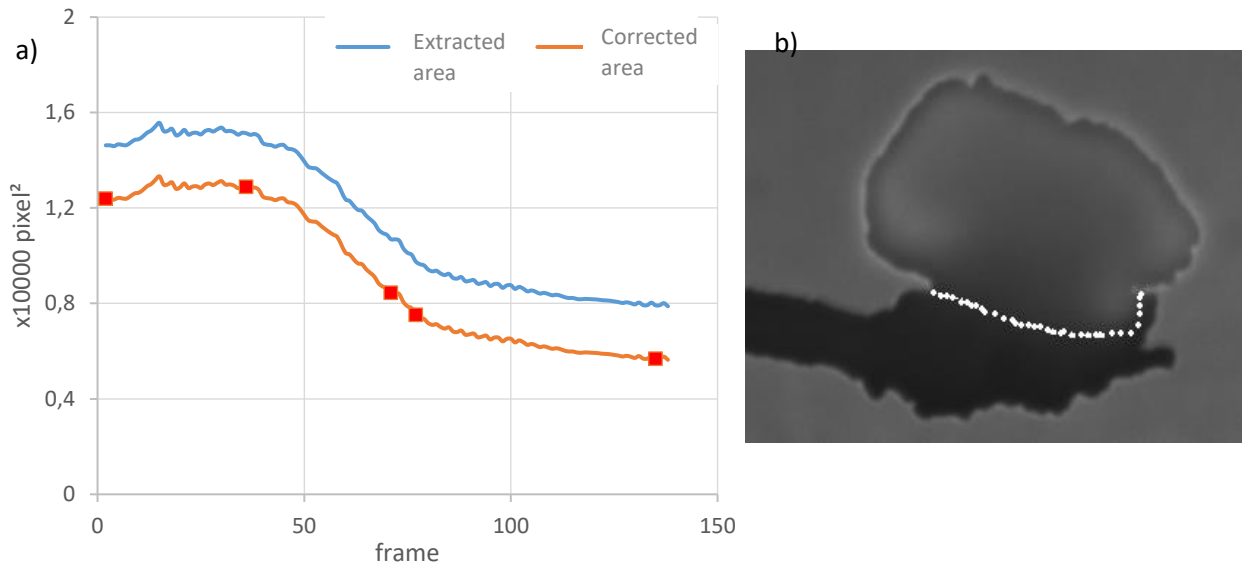 a)
b)
2
1,6
1,2
0,8
0,4
0
x10000 pixel²
Extracted
area
Corrected
area
0
50
100
150
frame